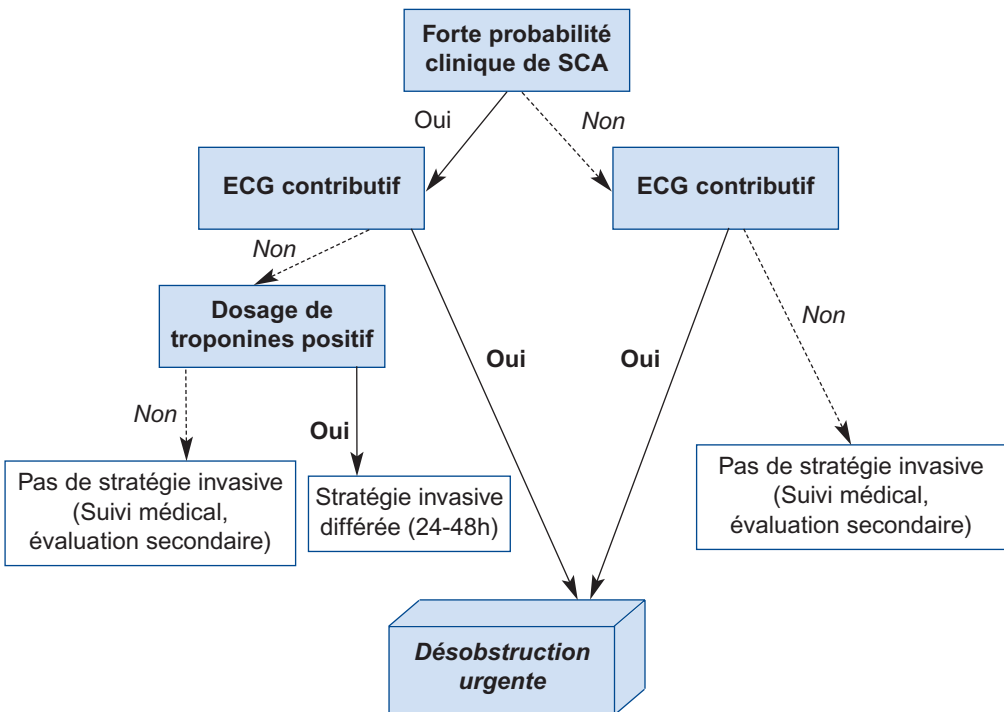 Forte probabilité
clinique de SCA
Oui
Non
ECG contributif
ECG contributif
Non
Dosage de
troponines positif
Non
Oui
Oui
Oui
Non
Pas de stratégie invasive
(Suivi médical,
évaluation secondaire)
Stratégie invasive
différée (24-48h)
Pas de stratégie invasive
(Suivi médical,
évaluation secondaire)
Désobstruction
urgente